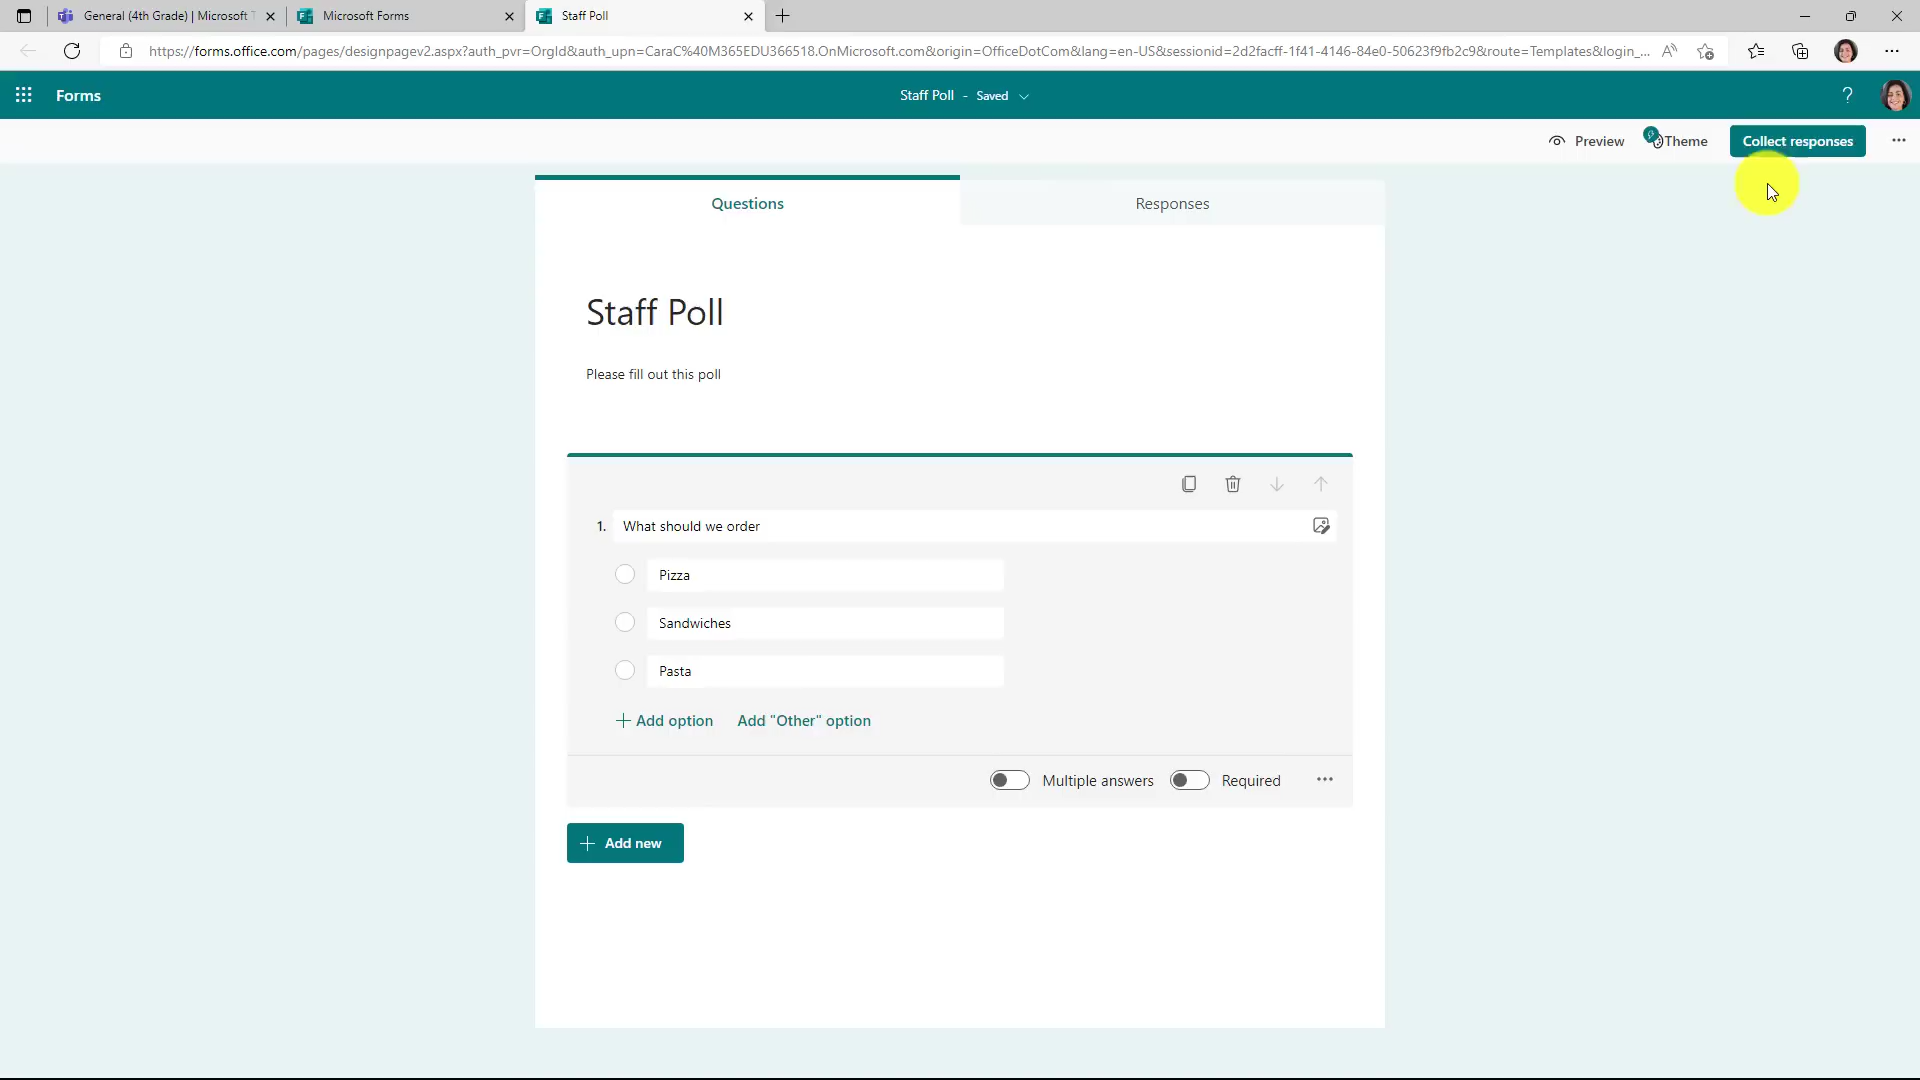 General (4th Grade) | Microsoft T
Microsoft Forms
Staff Poll
https://forms.office.com/pages/designpagev2.aspx?auth_pvr=OrgId&auth_upn=CaraC%40M365EDU366518.OnMicrosoft.com&origin=OfficeDotCom&lang=en-US&sessionid=2d2facff-1f41-4146-84e0-50623f9fb2c9&route=Templates&login_...
Forms
Staff Poll - Saved
?
Preview
Theme
Collect responses
Questions
Responses
Staff Poll
Please fill out this poll
1. What should we order
Pizza
Sandwiches
Pasta
Add option Add "Other" option
Multiple answers Required
Add new